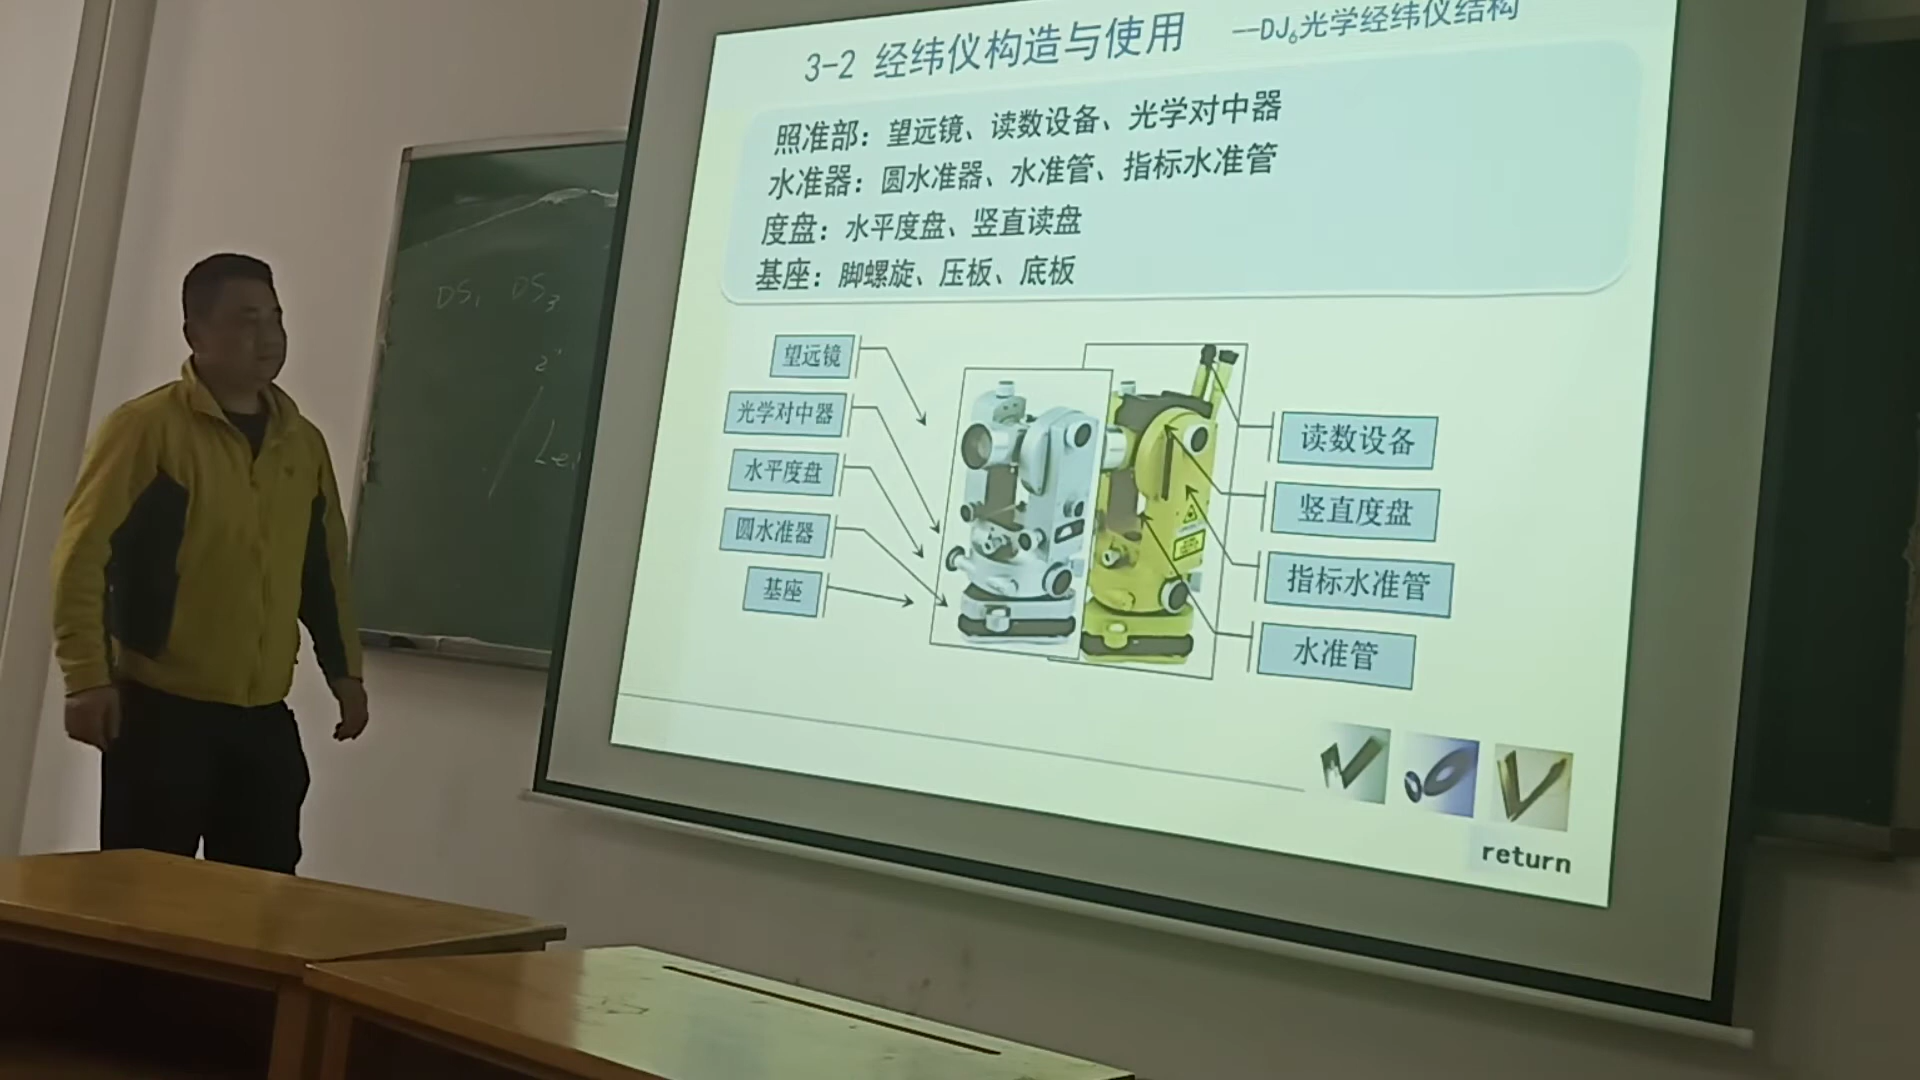 3-2 经纬仪构造与使用 —DJ₆光学经纬仪结构
照准部：望远镜、读数设备、光学对中器
水准器：圆水准器、水准管、指标水准管
度盘：水平度盘、竖直读盘
基座：脚螺旋、压板、底板
望远镜
光学对中器
水平度盘
圆水准器
基座
读数设备
竖直度盘
指标水准管
水准管
return
DS₁ DS₃